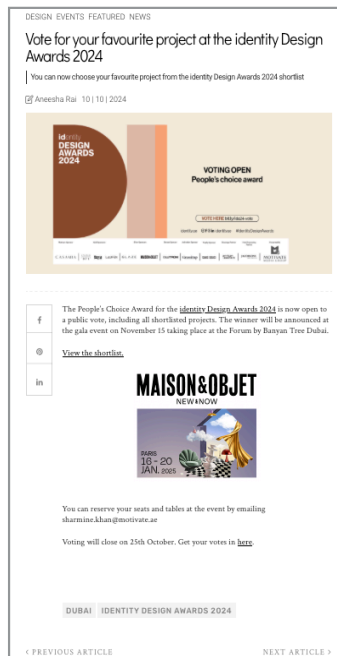 DESIGN EVENTS FEATURED NEWS
Vote for your favourite project at the identity Design
Awards 2024
You can now choose your favourite project from the identity Design Awards 2024 shortlist
Aneesha Rai 10 | 10 | 2024
identity
DESIGN
AWARDS
2024
VOTING OPEN
People's choice award
VOTE HERE
MOTIVATE
The People's Choice Award for the identity Design Awards 2024 is now open to
a public vote, including all shortlisted projects. The winner will be announced at
the gala event on November 15 taking place at the Forum by Banyan Tree Dubai.
View the shortlist.
MAISON&OBJET
NEW NOW
PARIS
16 - 20
JAN. 2025
You can reserve your seats and tables at the event by emailing
sharmine.khan@motivate.ae
Voting will close on 25th October. Get your votes in here.
DUBAI IDENTITY DESIGN AWARDS 2024
‹ PREVIOUS ARTICLE NEXT ARTICLE ›